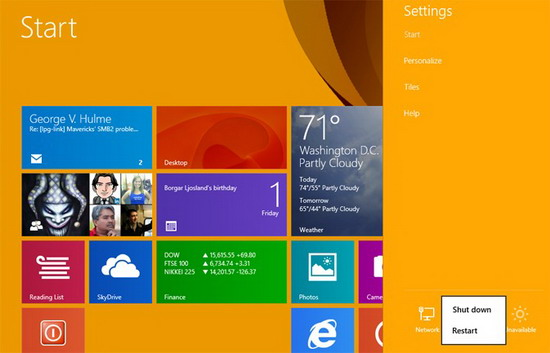 Start
George V. Hulme
Re: [lpg-link] Mavericks' SMB2 proble...
2
Desktop
71°
Washington D.C.
Partly Cloudy
Today
74°/55° Partly Cloudy
Tomorrow
65°/44° Partly Cloudy
Weather
Borgar Ljosland's birthday
1
Friday
Reading List
SkyDrive
DOW ▲ 15,615.55 +69.80
FTSE 100 ▲ 6,734.74 +3.31
NIKKEI 225 ▼ 14,201.57 -126.37
Finance
Photos
Came
Settings
Start
Personalize
Tiles
Help
Network
Shut down
Restart
Unavailable